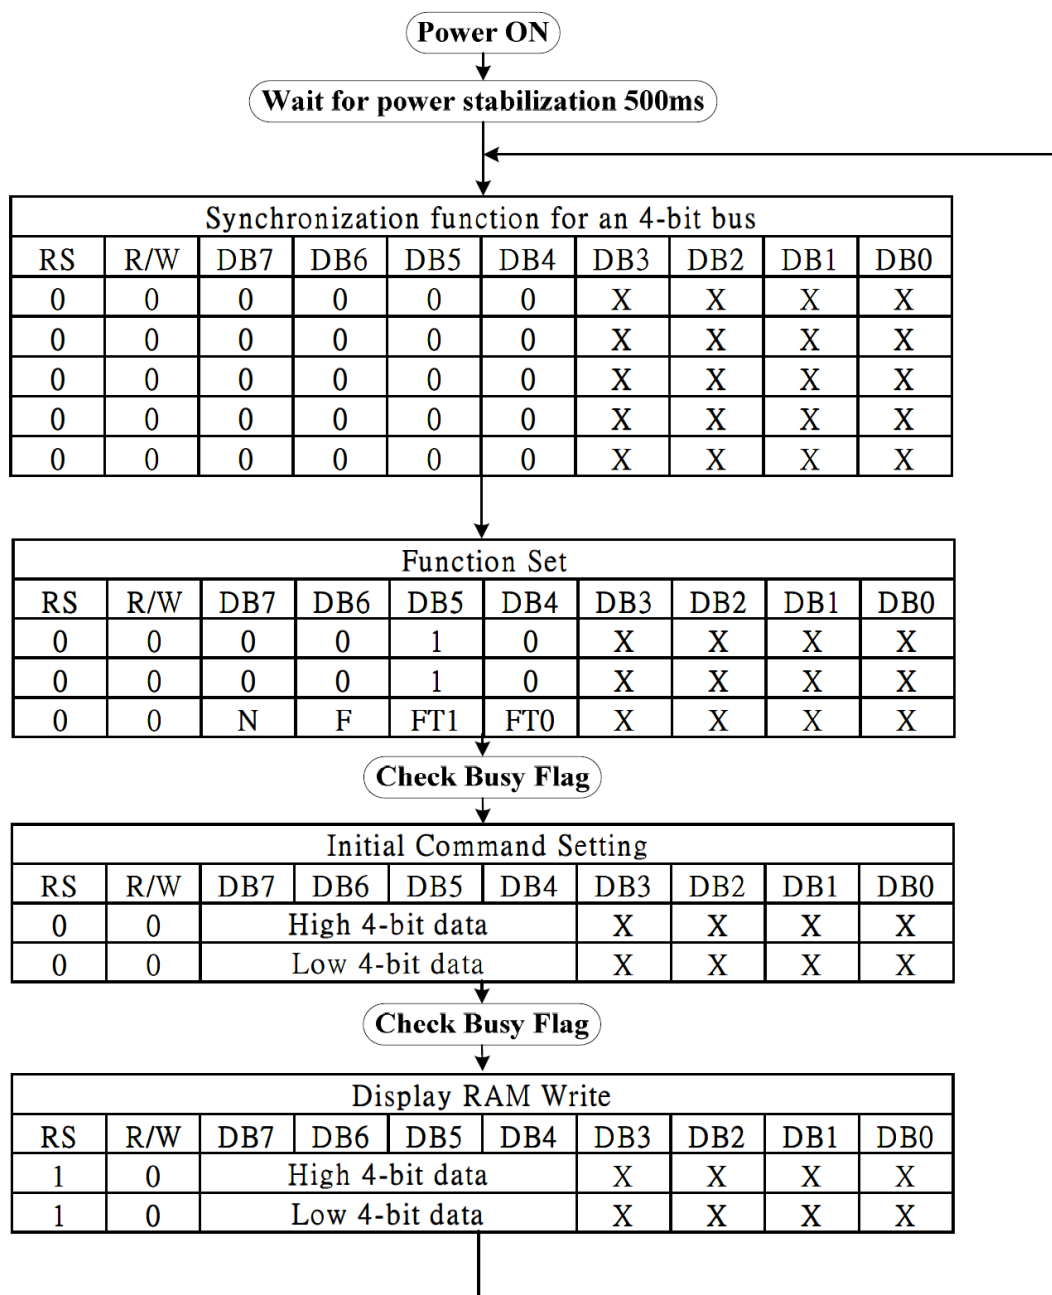 Power ON
Wait for power stabilization 500ms
Synchronization function for an 4-bit bus
RS R/W DB7 DB6 DB5 DB4 DB3 DB2 DB1 DB0
0 0 0 0 0 0 X X X X
0 0 0 0 0 0 X X X X
0 0 0 0 0 0 X X X X
0 0 0 0 0 0 X X X X
0 0 0 0 0 0 X X X X
Function Set
RS R/W DB7 DB6 DB5 DB4 DB3 DB2 DB1 DB0
0 0 0 0 1 0 X X X X
0 0 0 0 1 0 X X X X
0 0 N F FT1 FT0 X X X X
Check Busy Flag
Initial Command Setting
RS R/W DB7 DB6 DB5 DB4 DB3 DB2 DB1 DB0
0 0 High 4-bit data X X X X
0 0 Low 4-bit data X X X X
Check Busy Flag
Display RAM Write
RS R/W DB7 DB6 DB5 DB4 DB3 DB2 DB1 DB0
1 0 High 4-bit data X X X X
1 0 Low 4-bit data X X X X